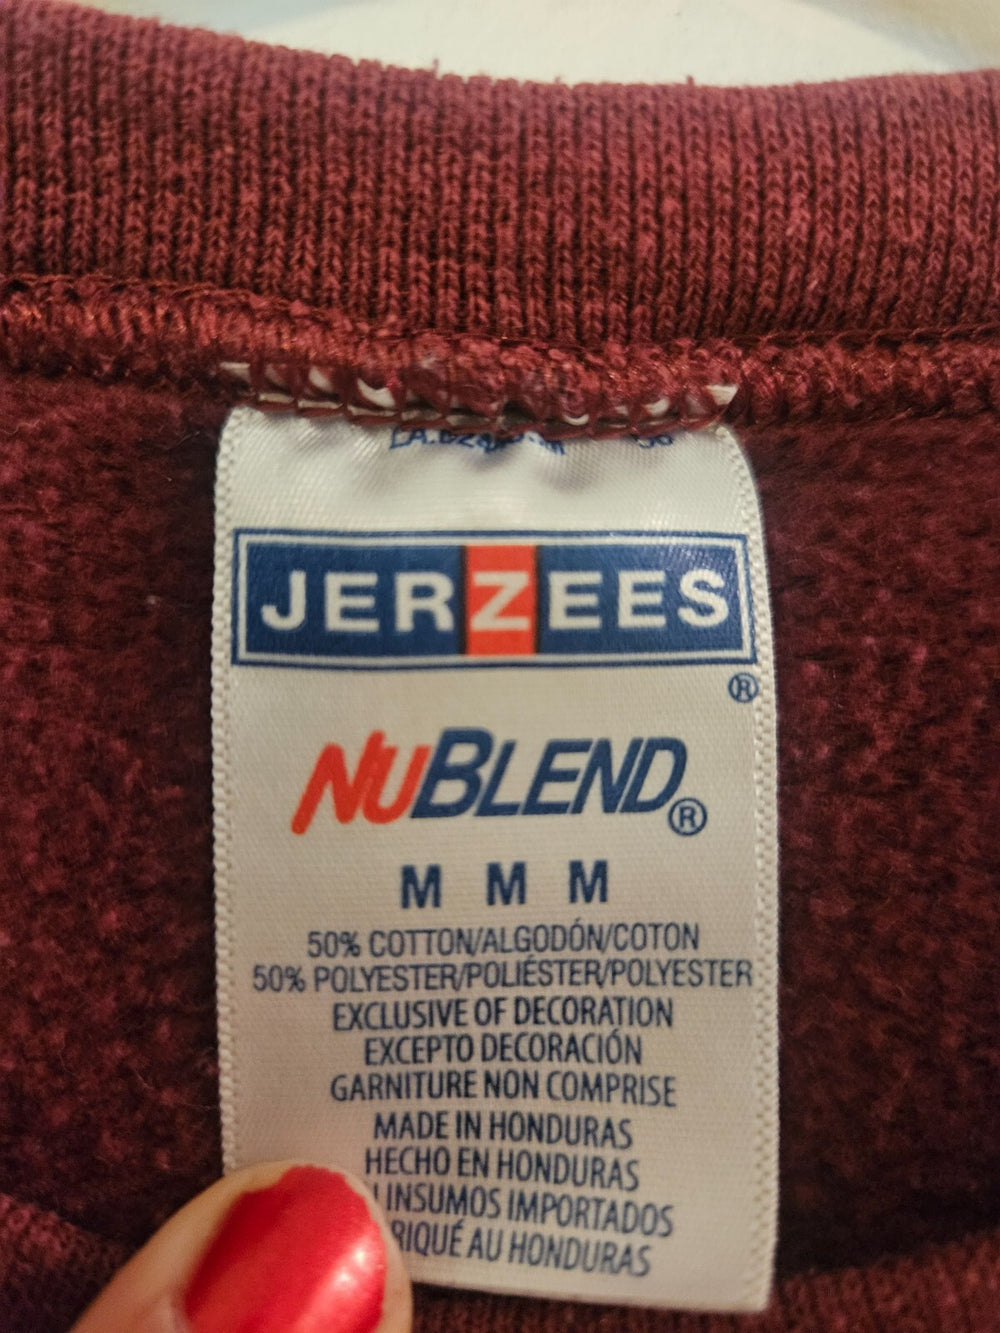 JERZEES
®
NUBLEND®
M M M
50% COTTON/ALGODÓN/COTON
50% POLYESTER/POLIÉSTER/POLYESTER
EXCLUSIVE OF DECORATION
EXCEPTO DECORACIÓN
GARNITURE NON COMPRISE
MADE IN HONDURAS
HECHO EN HONDURAS
INSUMOS IMPORTADOS
RIQUÉ AU HONDURAS